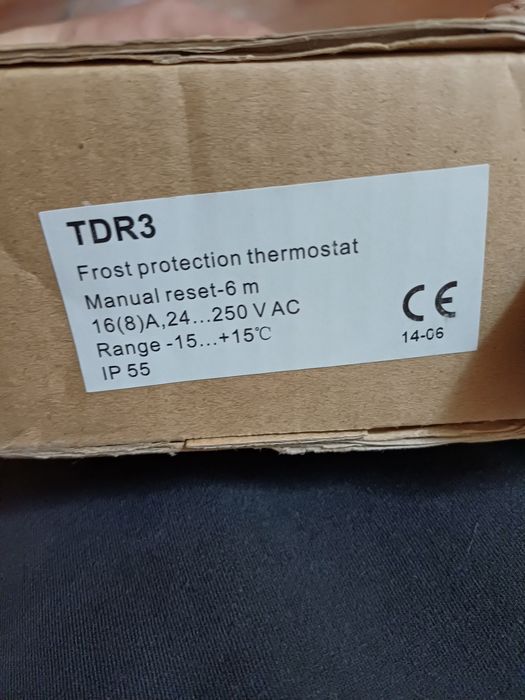 TDR3
Frost protection thermostat
Manual reset-6 m
16(8)A,24...250 V AC
Range -15...+15℃
IP 55
CE
14-06